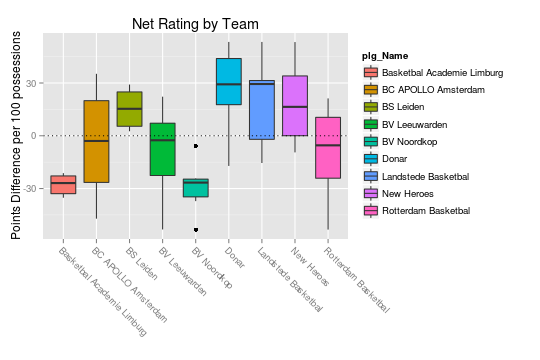 Net Rating by Team
Points Difference per 100 possessions
30
0
-30
Basketbal Academie Limburg
BC APOLLO Amsterdam
BS Leiden
BV Leeuwarden
BV Noordkop
Donar
Landstede Basketbal
New Heroes
Rotterdam Basketbal
plg_Name
Basketbal Academie Limburg
BC APOLLO Amsterdam
BS Leiden
BV Leeuwarden
BV Noordkop
Donar
Landstede Basketbal
New Heroes
Rotterdam Basketbal